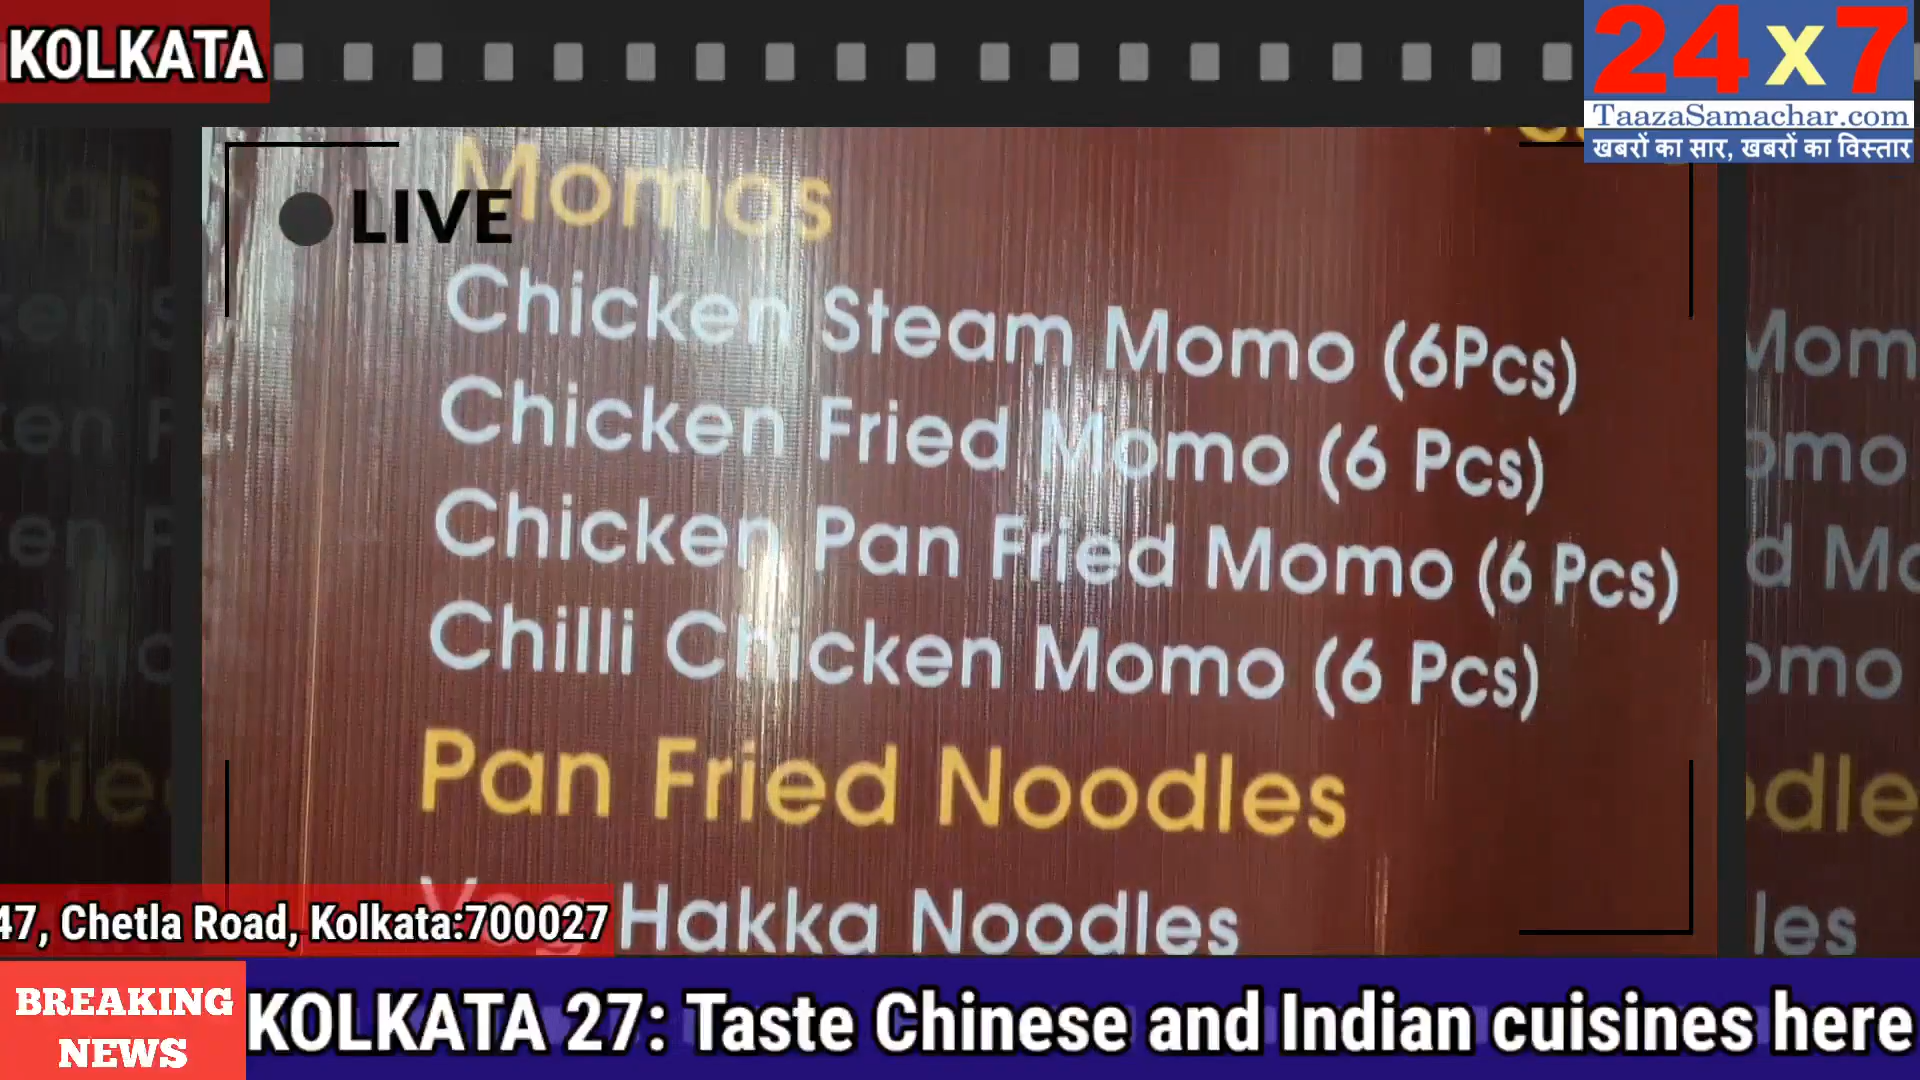 KOLKATA
24x7
TaazaSamachar.com
खबरों का सार, खबरों का विस्तार
LIVE
Momos
Chicken Steam Momo (6Pcs)
Chicken Fried Momo (6 Pcs)
Chicken Pan Fried Momo (6 Pcs)
Chilli Chicken Momo (6 Pcs)
Pan Fried Noodles
Veg Hakka Noodles
47, Chetla Road, Kolkata:700027
BREAKING
NEWS
KOLKATA 27: Taste Chinese and Indian cuisines here